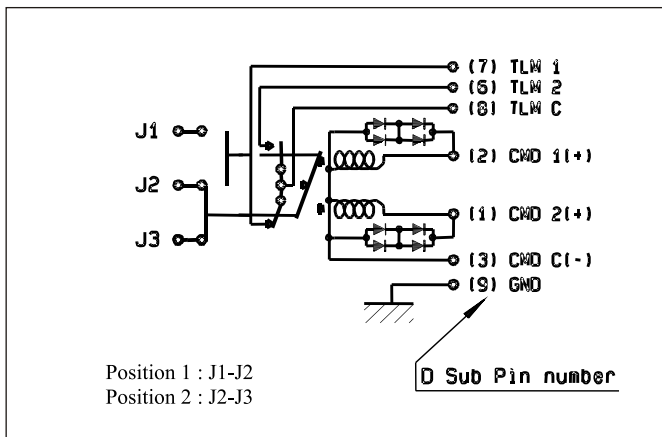 (7) TLM 1
(6) TLM 2
(8) TLM C
J1
(2) CMD 1(+)
J2
(1) CMD 2(+)
J3
(3) CMD C(-)
(9) GND
Position 1 : J1-J2
Position 2 : J2-J3
D Sub Pin number